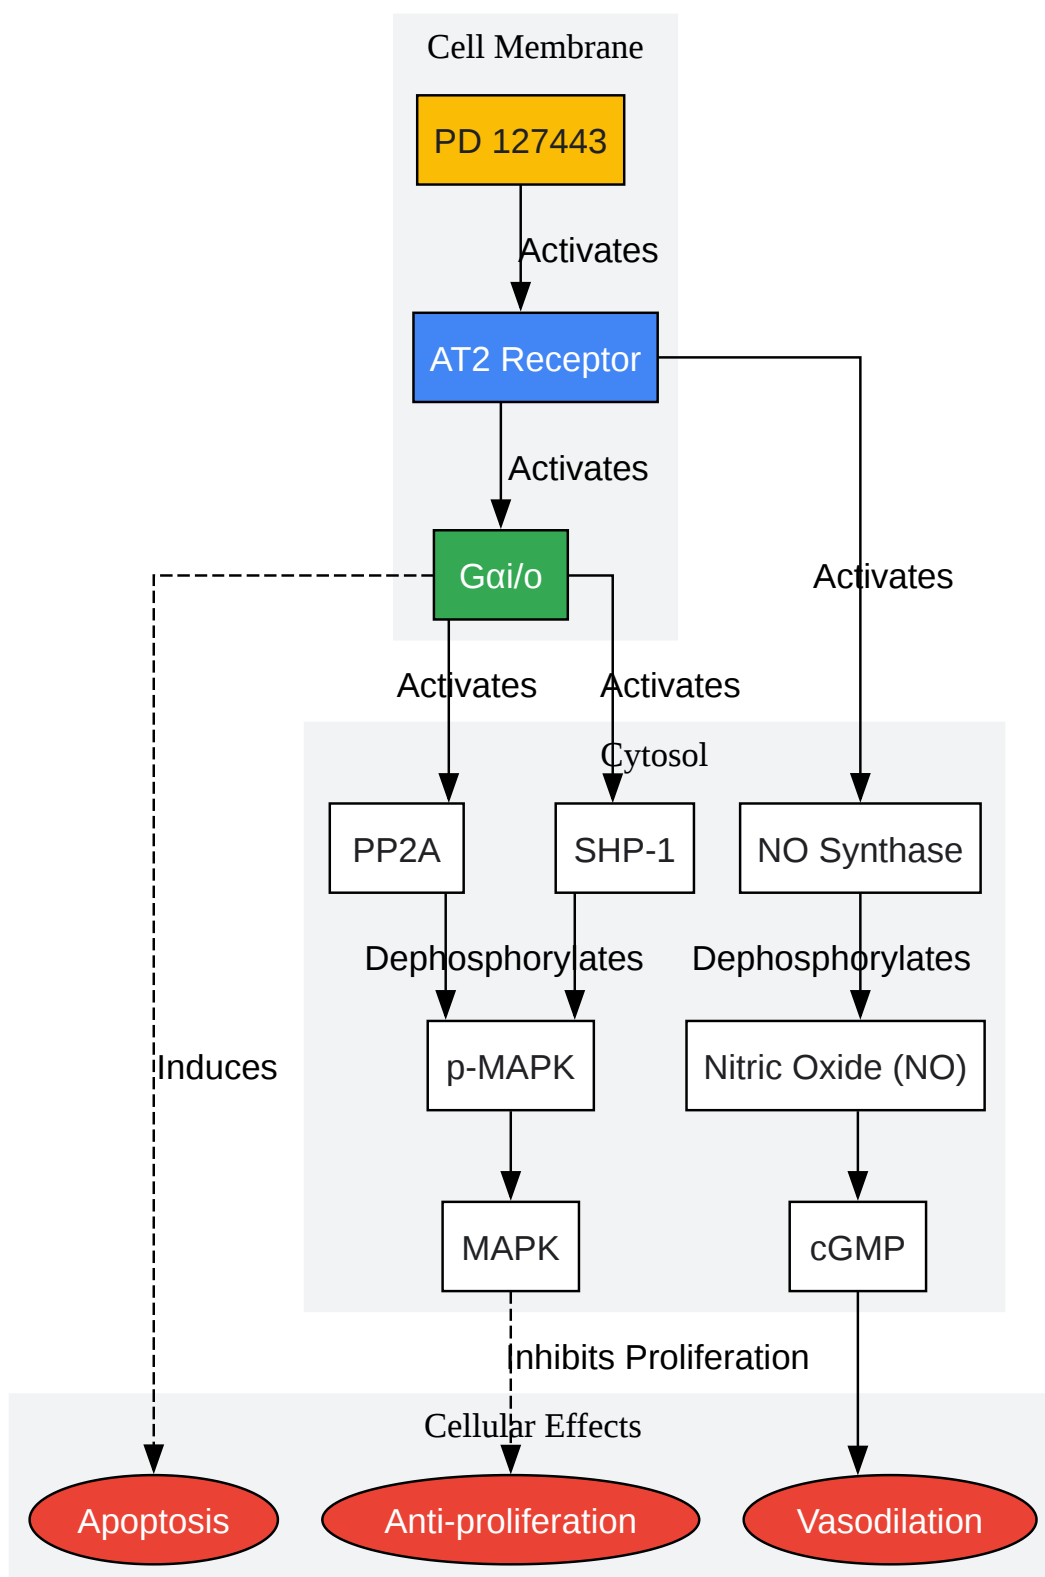 Cell Membrane
PD 127443
Activates
AT2 Receptor
Activates
Gαi/o
Activates
Activates
Activates
Cytosol
PP2A
SHP-1
NO Synthase
Dephosphorylates
Dephosphorylates
p-MAPK
Nitric Oxide (NO)
Induces
MAPK
cGMP
Inhibits Proliferation
Cellular Effects
Apoptosis
Anti-proliferation
Vasodilation